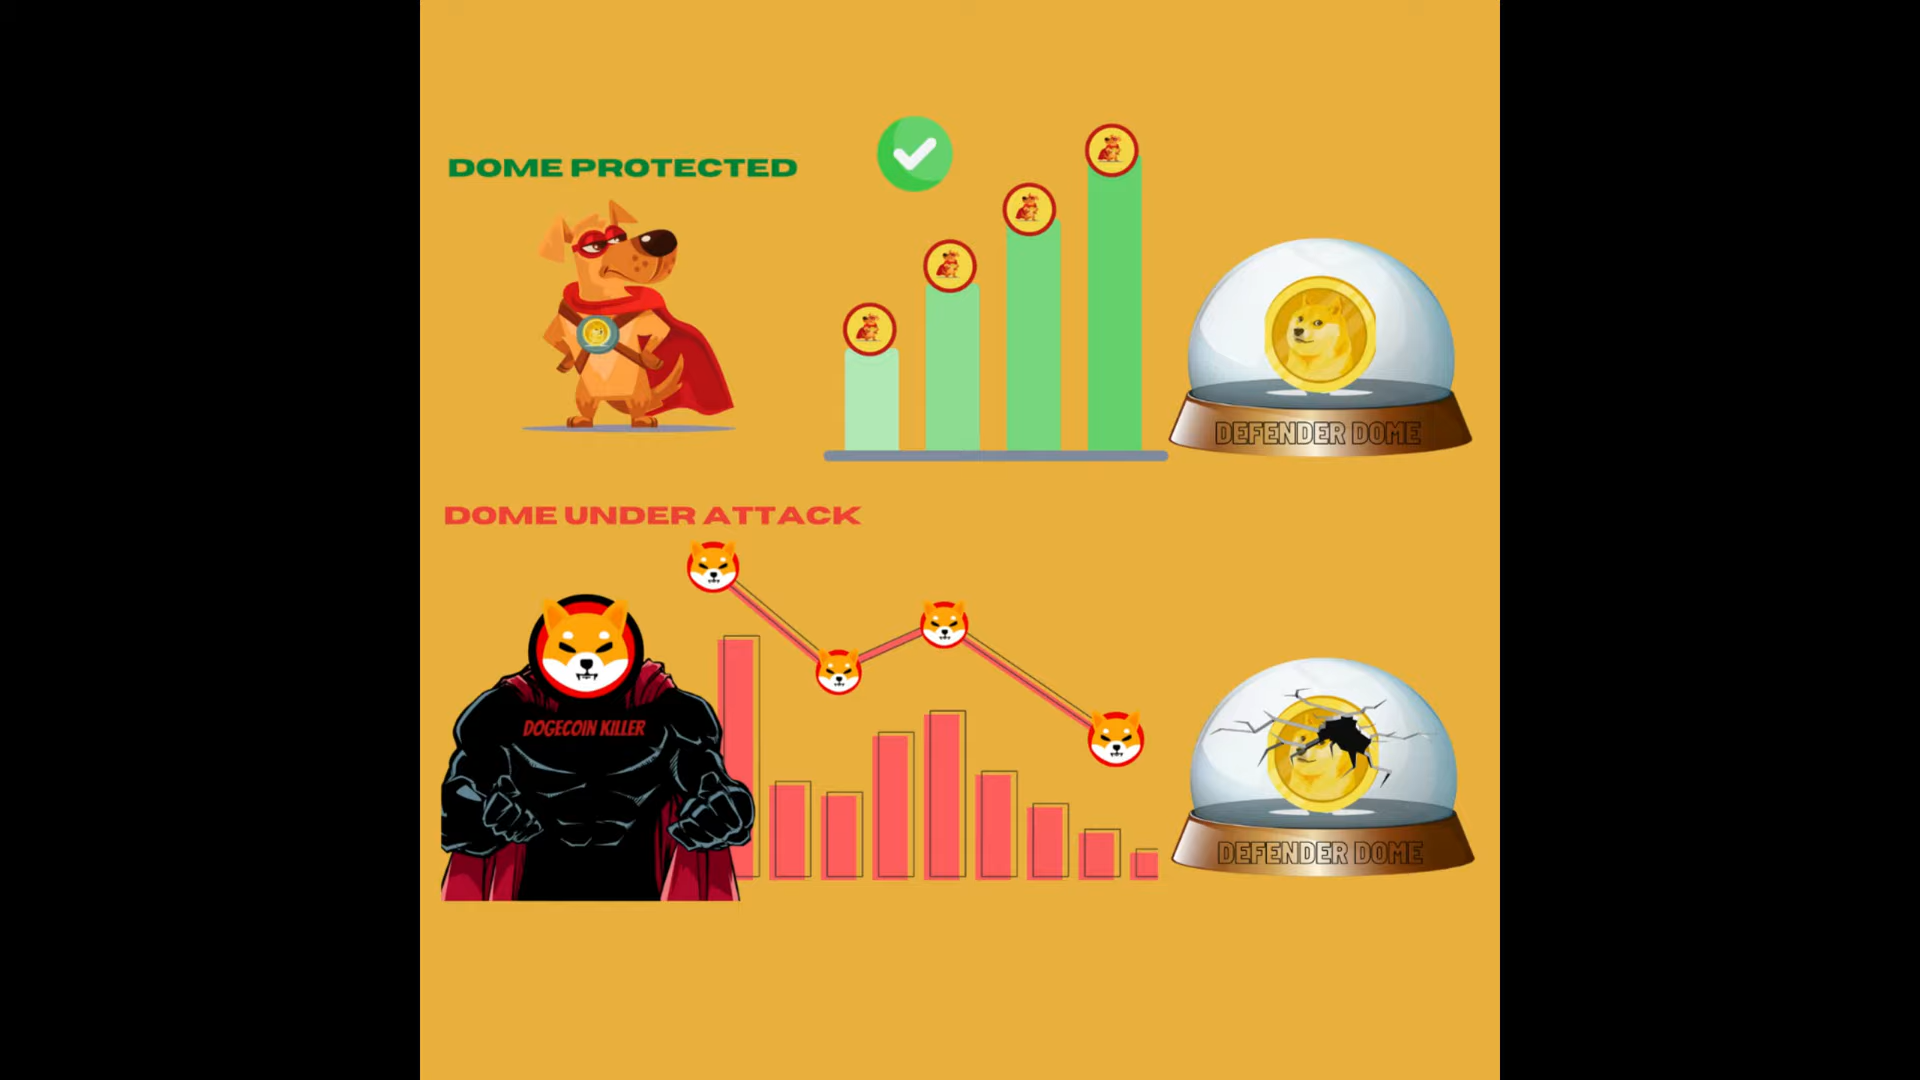 DOME PROTECTED
DEFENDER DOME
DOME UNDER ATTACK
DOGECOIN KILLER
DEFENDER DOME